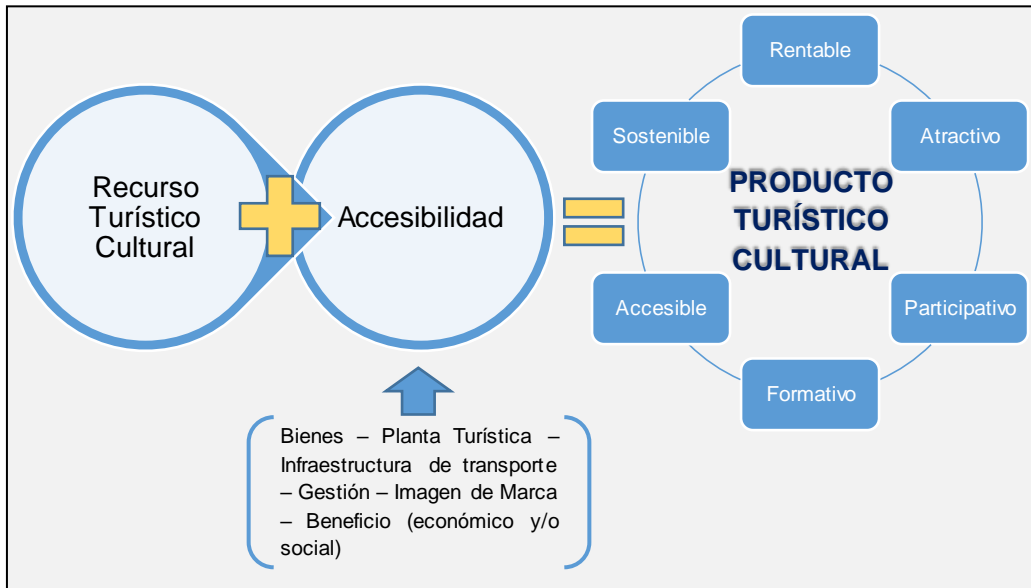 Recurso
Turístico
Cultural
Accesibilidad
Bienes – Planta Turística –
Infraestructura de transporte
– Gestión – Imagen de Marca
– Beneficio (económico y/o
social)
PRODUCTO
TURÍSTICO
CULTURAL
Rentable
Atractivo
Participativo
Formativo
Accesible
Sostenible